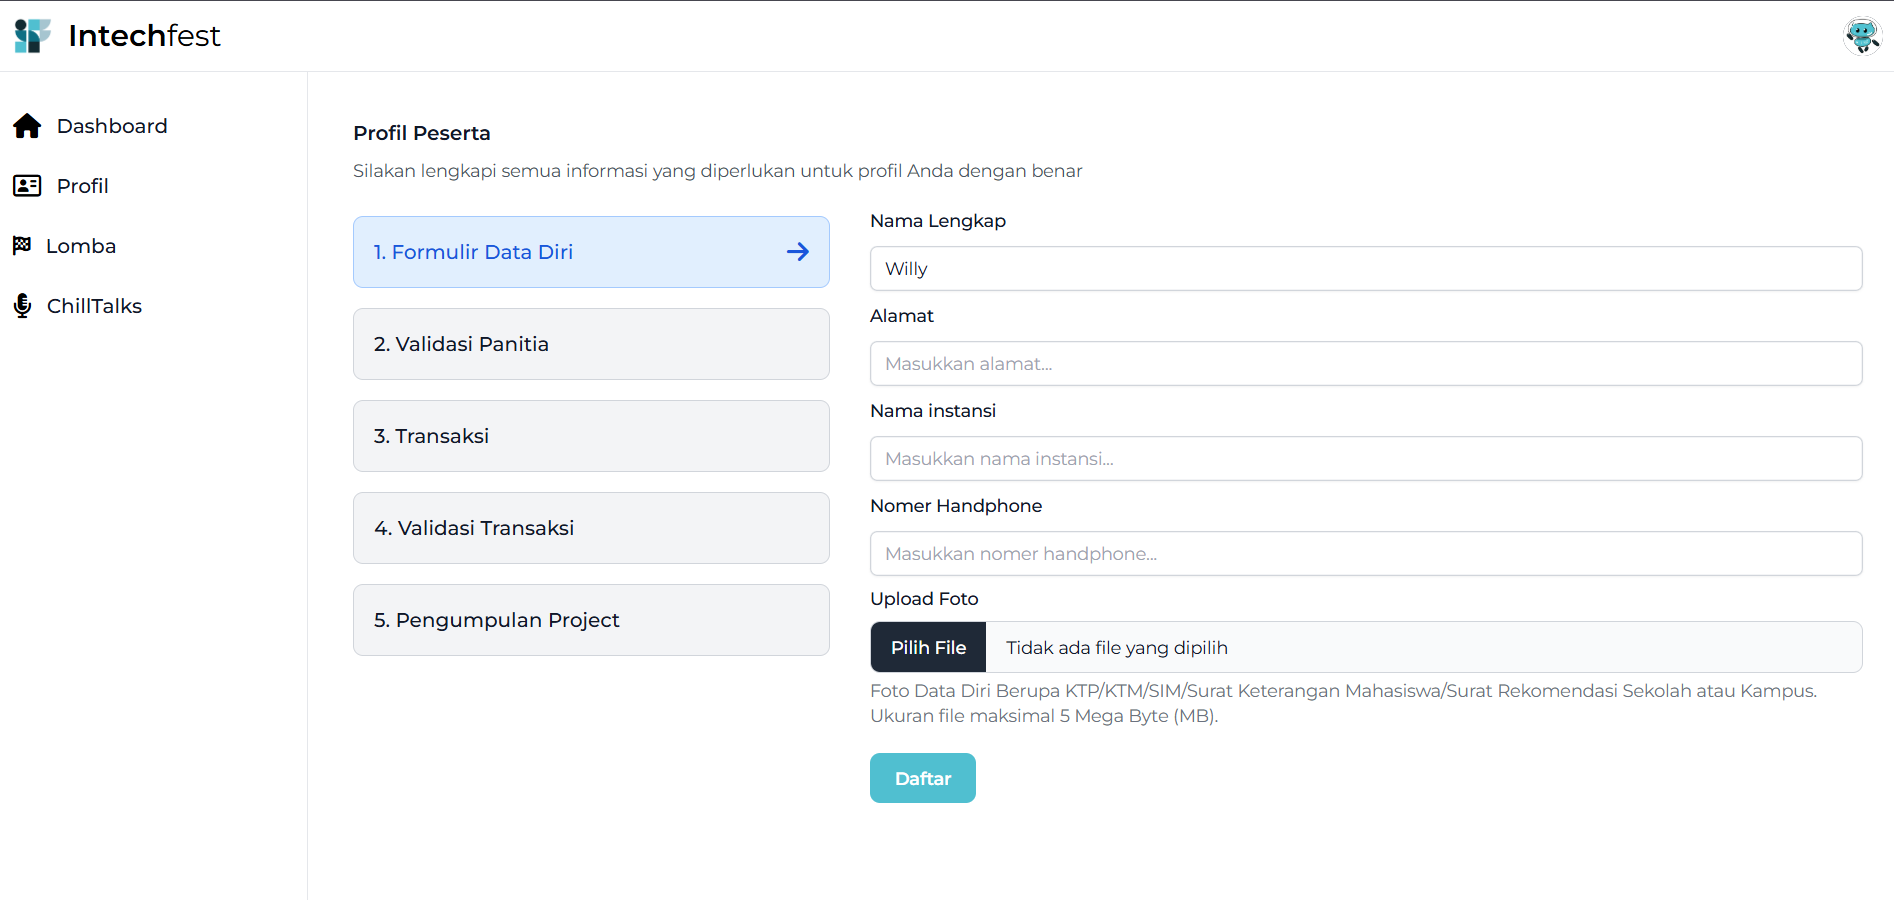 Intechfest
Dashboard
Profil
Lomba
ChillTalks
Profil Peserta
Silakan lengkapi semua informasi yang diperlukan untuk profil Anda dengan benar
1. Formulir Data Diri
2. Validasi Panitia
3. Transaksi
4. Validasi Transaksi
5. Pengumpulan Project
Nama Lengkap
Willy
Alamat
Masukkan alamat...
Nama instansi
Masukkan nama instansi...
Nomer Handphone
Masukkan nomer handphone...
Upload Foto
Pilih File Tidak ada file yang dipilih
Foto Data Diri Berupa KTP/KTM/SIM/Surat Keterangan Mahasiswa/Surat Rekomendasi Sekolah atau Kampus.
Ukuran file maksimal 5 Mega Byte (MB).
Daftar